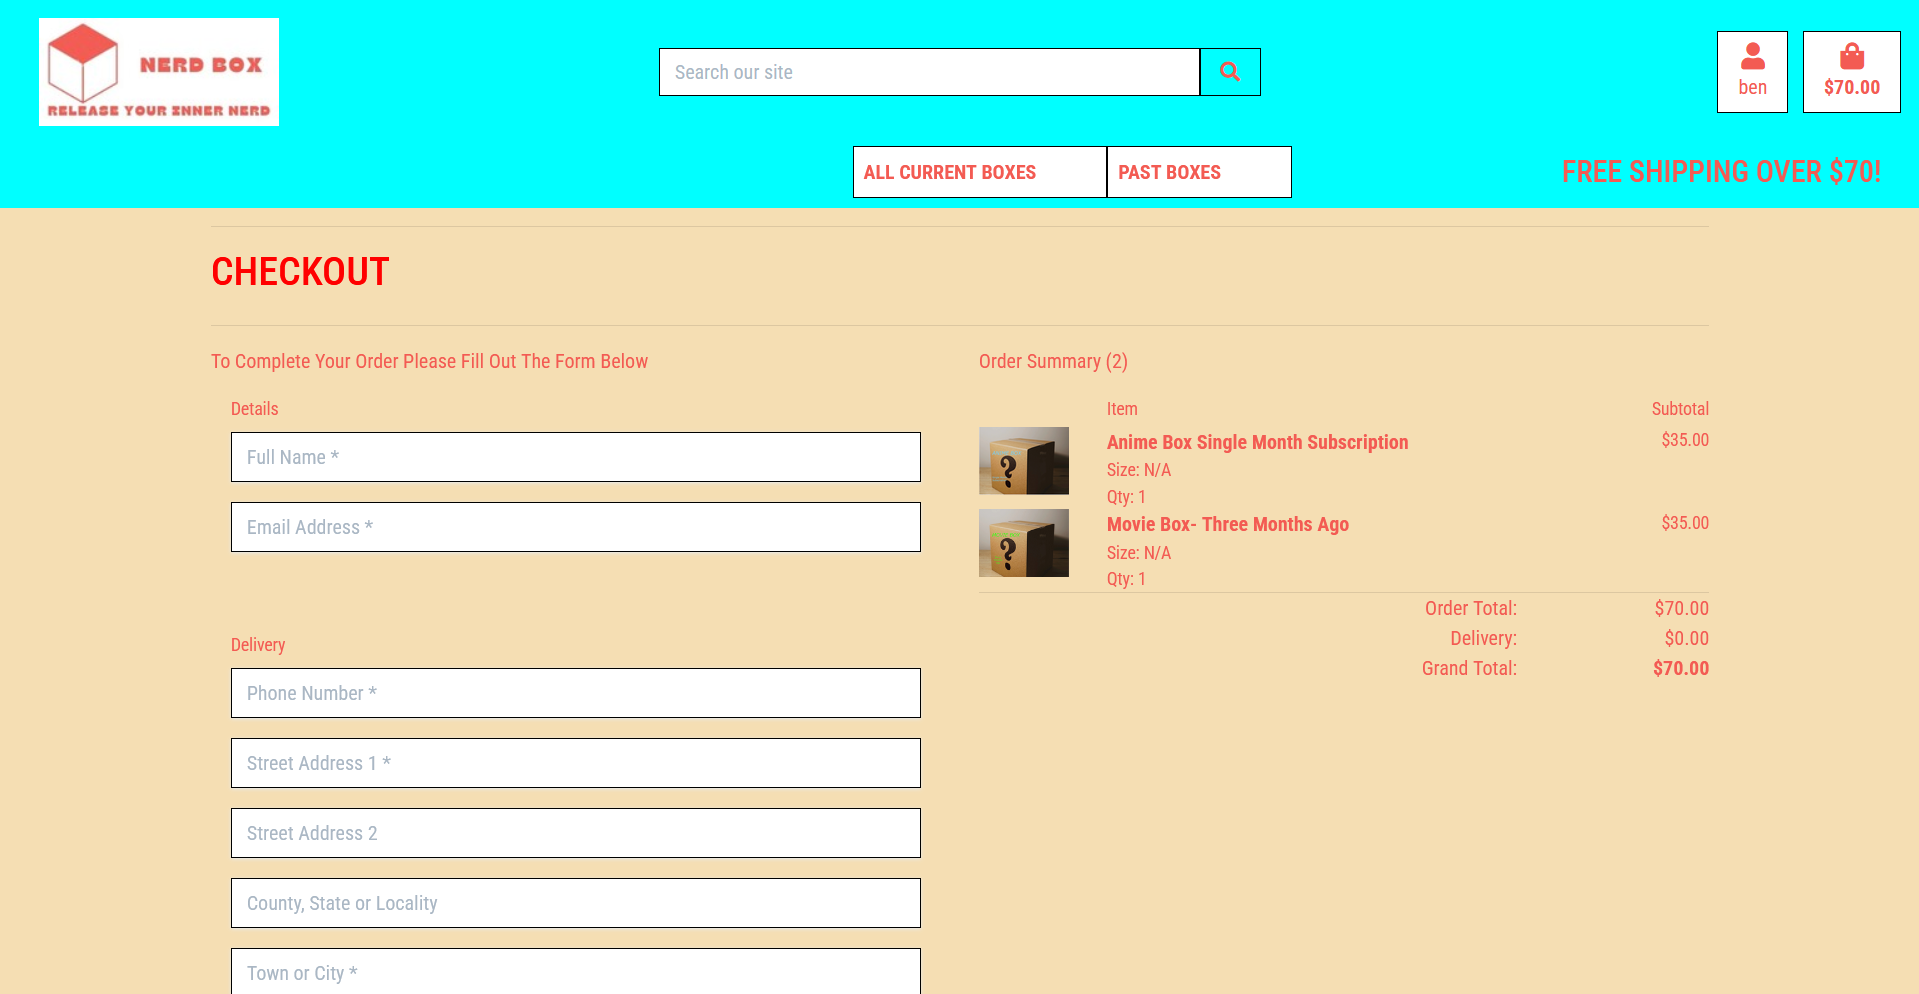 NERD BOX
RELEASE YOUR INNER NERD
Search our site
ben
$70.00
ALL CURRENT BOXES
PAST BOXES
FREE SHIPPING OVER $70!
CHECKOUT
To Complete Your Order Please Fill Out The Form Below
Details
Full Name *
Email Address *
Delivery
Phone Number *
Street Address 1 *
Street Address 2
County, State or Locality
Town or City *
Order Summary (2)
Item Subtotal
Anime Box Single Month Subscription $35.00
Size: N/A
Qty: 1
Movie Box- Three Months Ago $35.00
Size: N/A
Qty: 1
Order Total: $70.00
Delivery: $0.00
Grand Total: $70.00